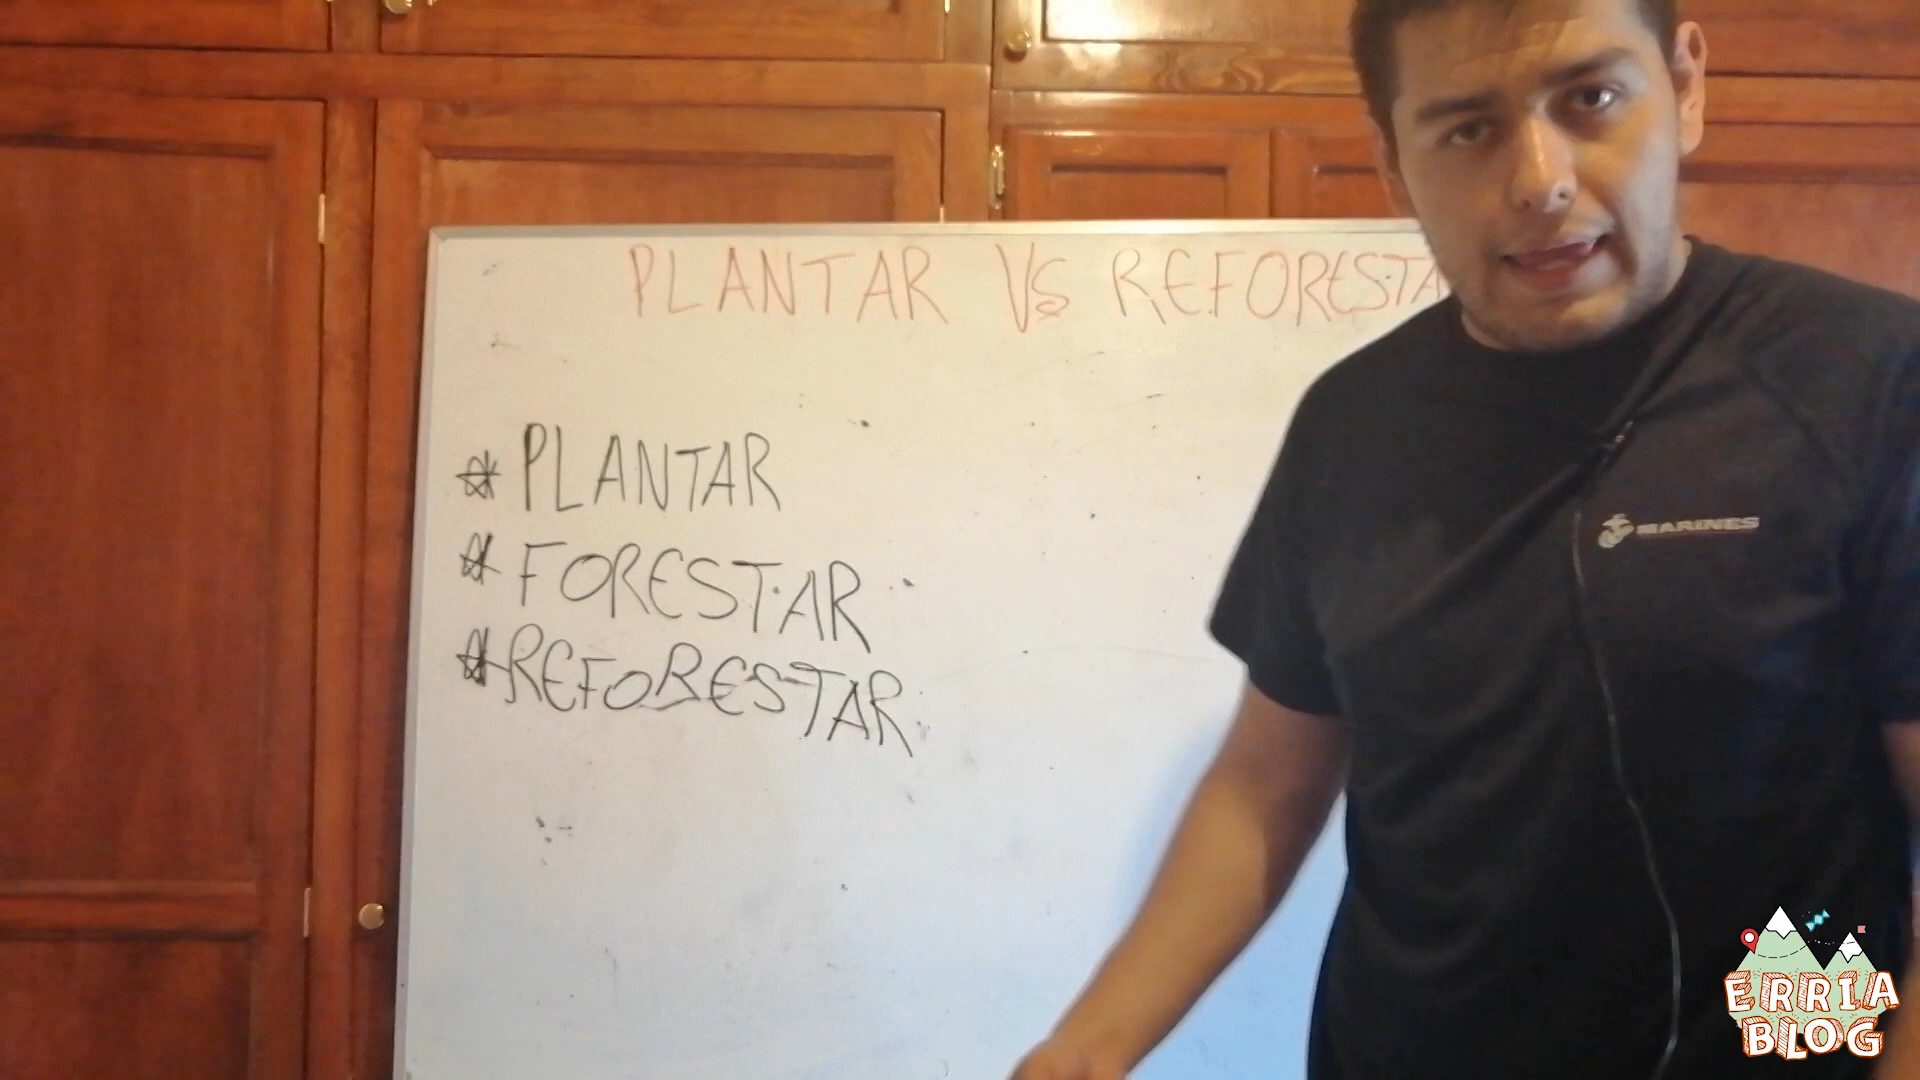 PLANTAR VS REFORESTA
* PLANTAR
* FORESTAR
* REFORESTAR
MARINES
ERRIA
BLOG